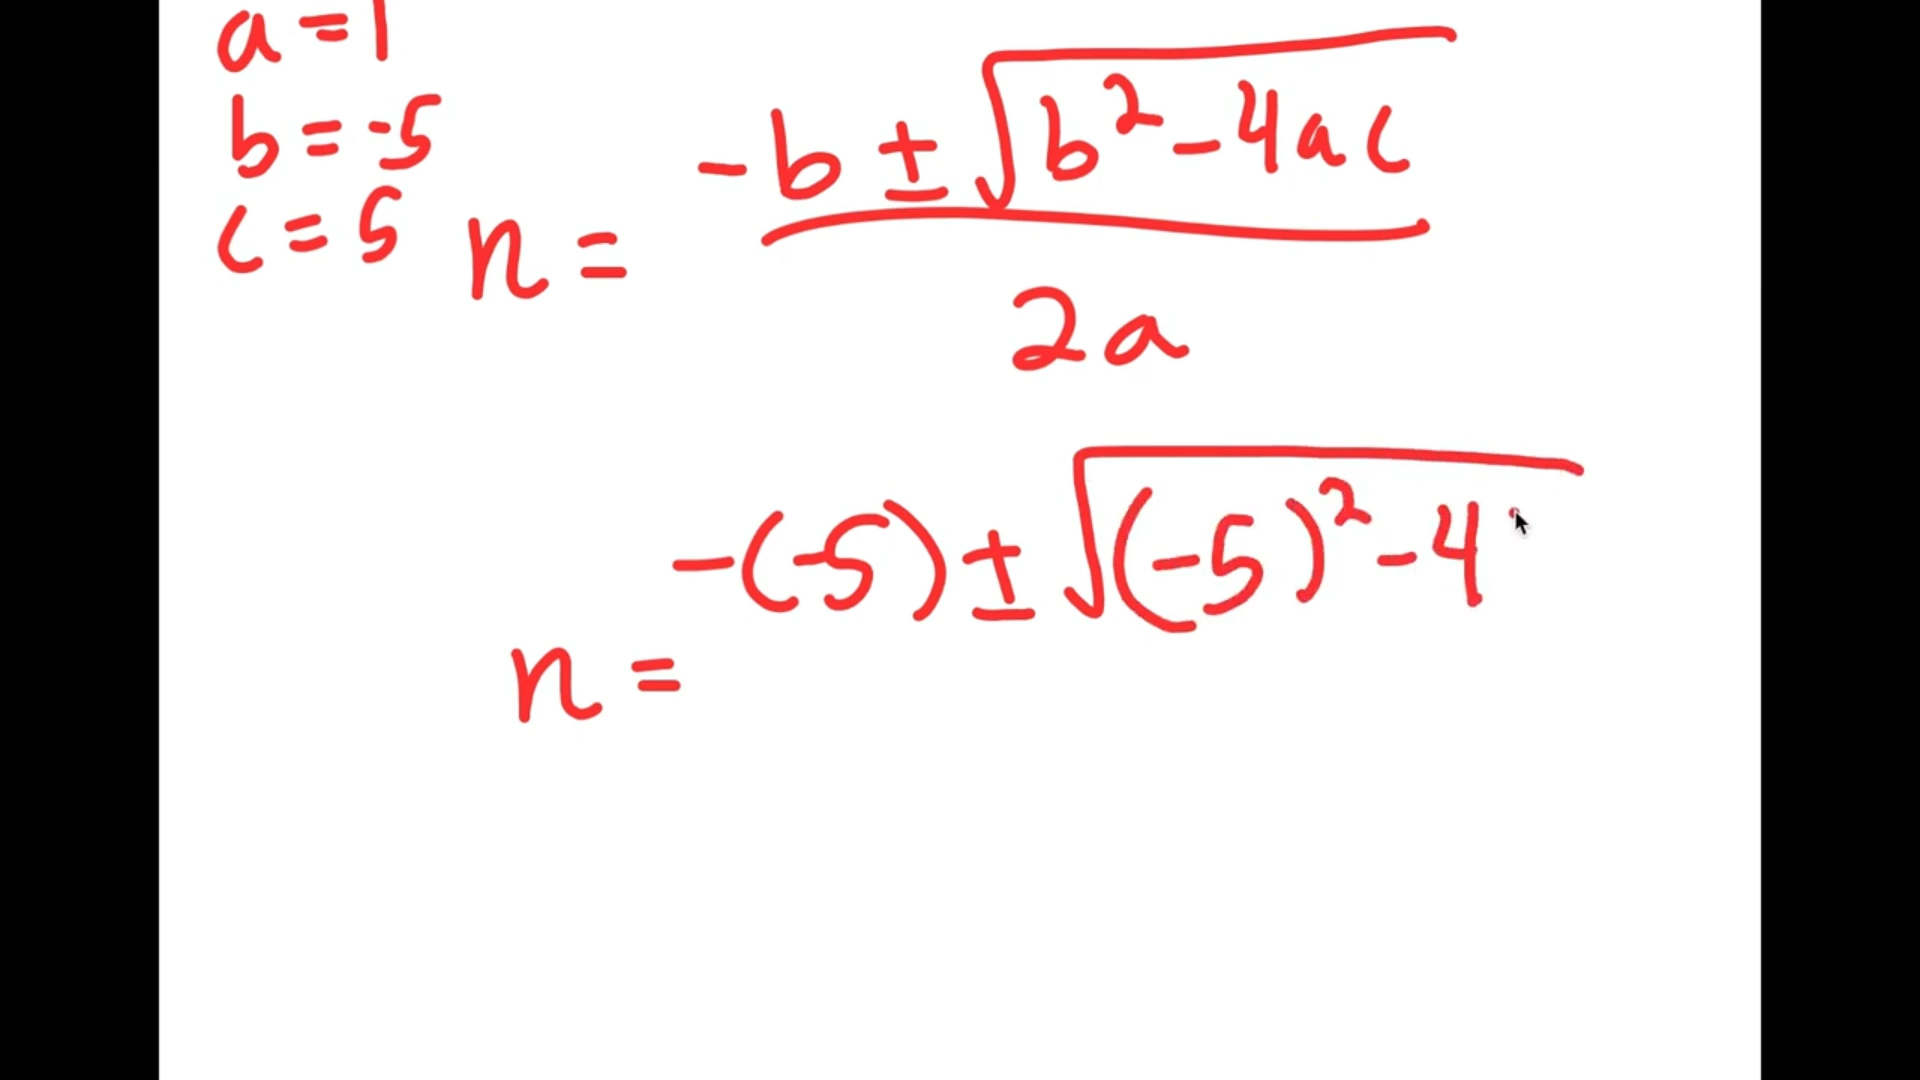 a = 1
b = -5
c = 5
n = -b ± √b² - 4ac
2a
n = -(-5) ± √(-5)² - 4